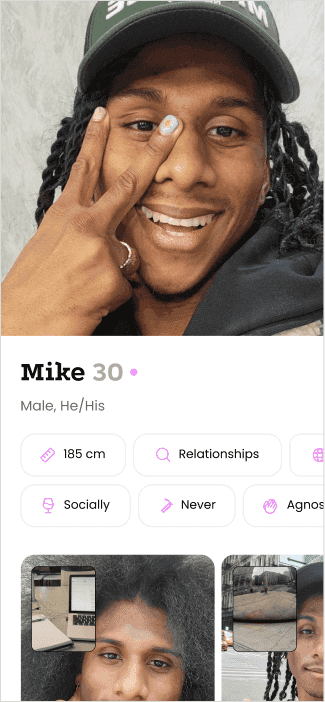 Mike 30
Male, He/His
185 cm
Relationships
Socially
Never
Agnos